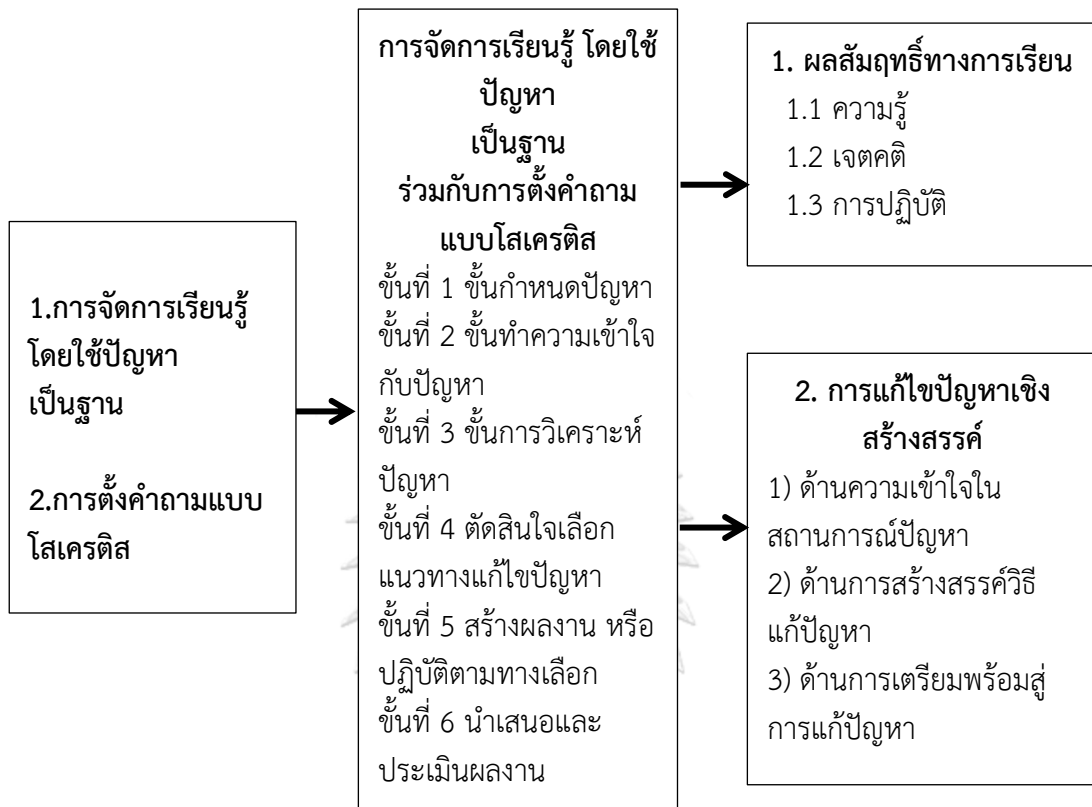 1.การจัดการเรียนรู้
โดยใช้ปัญหา
เป็นฐาน
2.การตั้งคำถามแบบ
โสเครติส
การจัดการเรียนรู้ โดยใช้
ปัญหา
เป็นฐาน
ร่วมกับการตั้งคำถาม
แบบโสเครติส
ขั้นที่ 1 ขั้นกำหนดปัญหา
ขั้นที่ 2 ขั้นทำความเข้าใจ
กับปัญหา
ขั้นที่ 3 ขั้นการวิเคราะห์
ปัญหา
ขั้นที่ 4 ตัดสินใจเลือก
แนวทางแก้ไขปัญหา
ขั้นที่ 5 สร้างผลงาน หรือ
ปฏิบัติตามทางเลือก
ขั้นที่ 6 นำเสนอและ
ประเมินผลงาน
1. ผลสัมฤทธิ์ทางการเรียน
1.1 ความรู้
1.2 เจตคติ
1.3 การปฏิบัติ
2. การแก้ไขปัญหาเชิง
สร้างสรรค์
1) ด้านความเข้าใจใน
สถานการณ์ปัญหา
2) ด้านการสร้างสรรค์วิธี
แก้ปัญหา
3) ด้านการเตรียมพร้อมสู่
การแก้ปัญหา